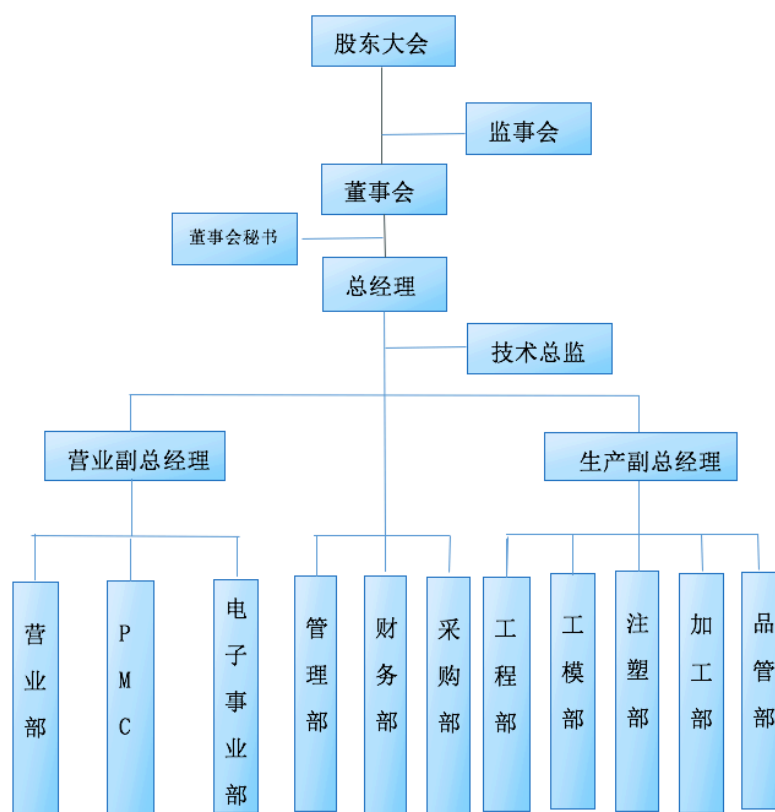 股东大会
监事会
董事会
董事会秘书
总经理
技术总监
营业副总经理
生产副总经理
营业部
PMC
电子事业部
管理部
财务部
采购部
工程部
工模部
注塑部
加工部
品管部